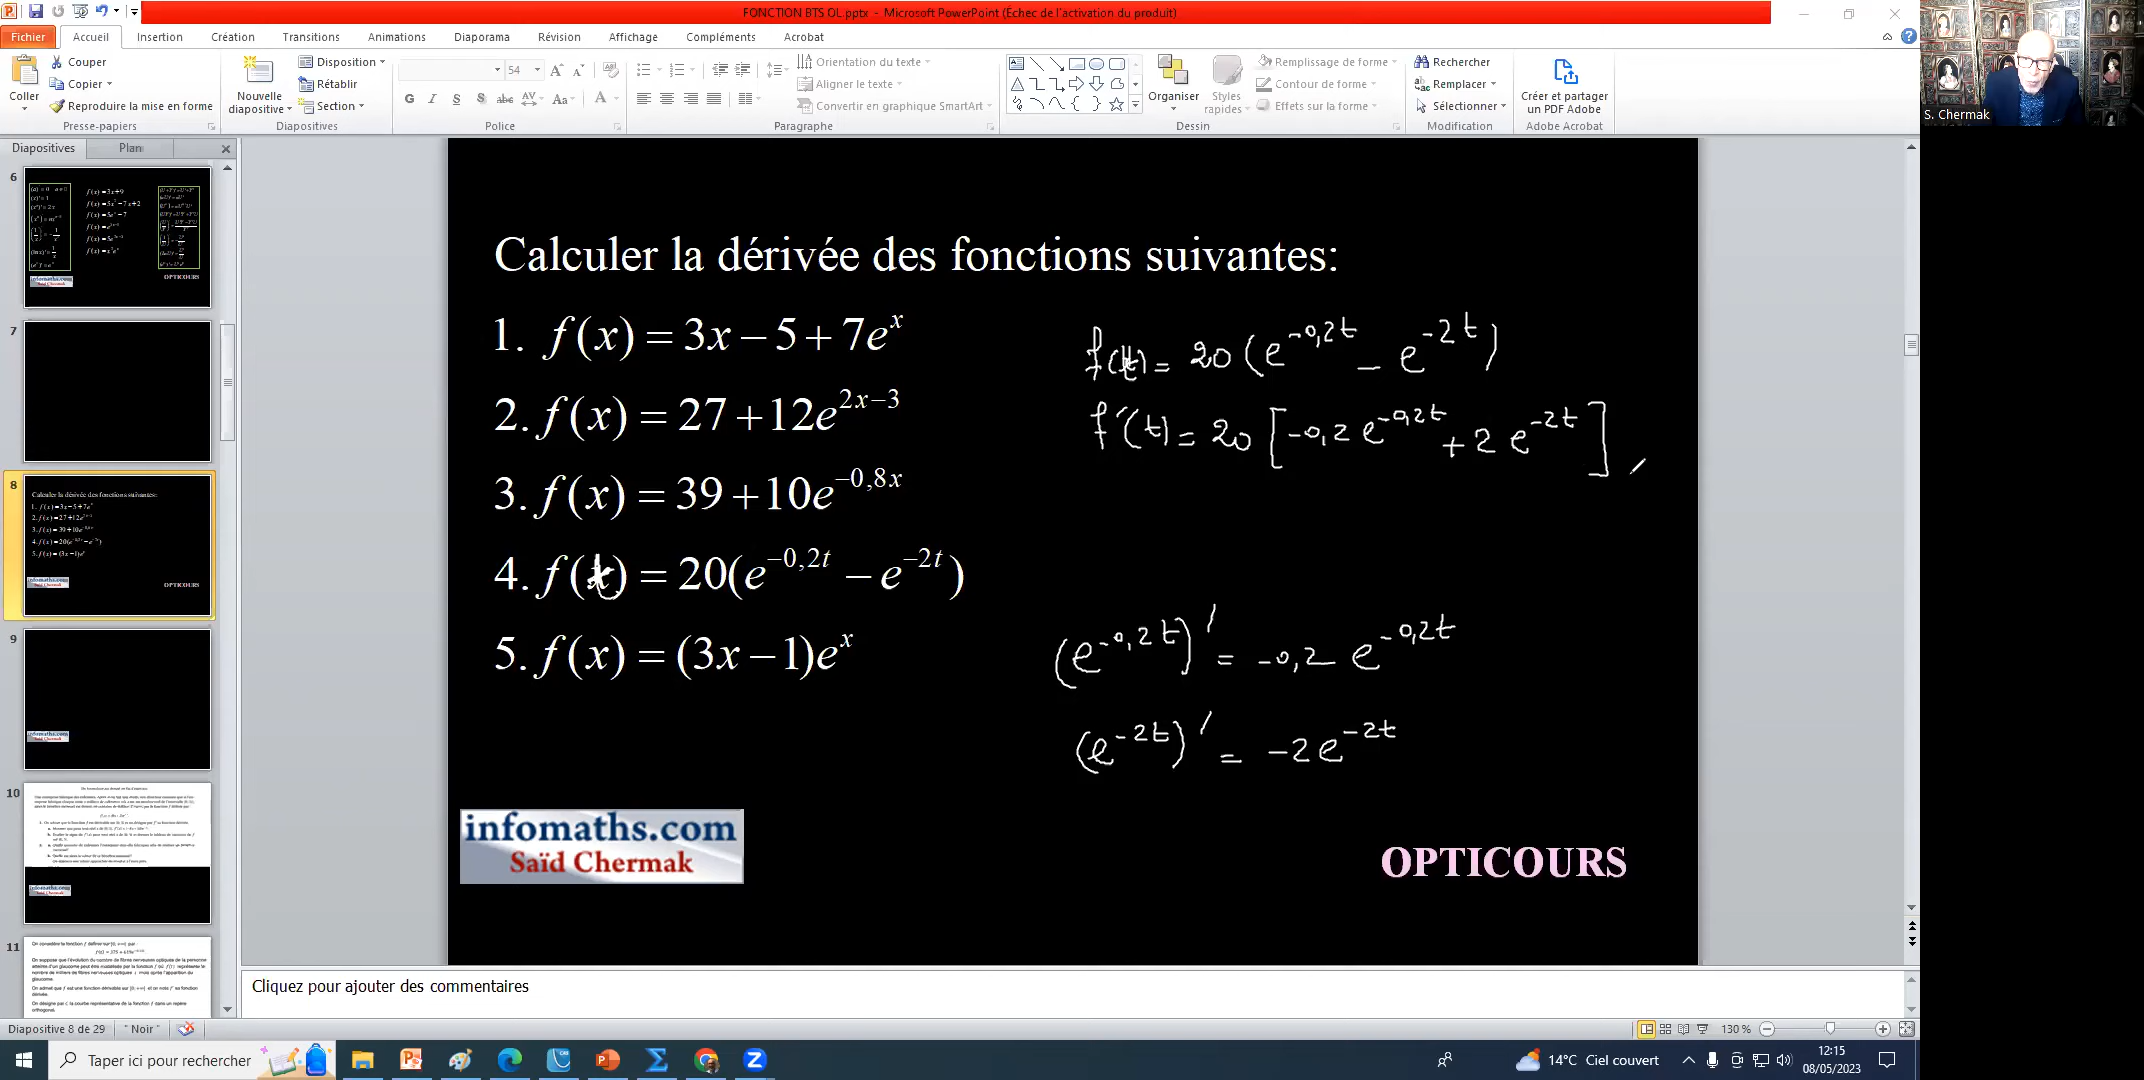 FONCTION BTS OL.pptx - Microsoft PowerPoint (Échec de l'activation du produit)
Fichier Accueil Insertion Création Transitions Animations Diaporama Révision Affichage Compléments Acrobat
Coller
Couper
Copier
Reproduire la mise en forme
Presse-papiers
Nouvelle diapositive
Disposition
Rétablir
Section
Diapositives
54
Police
Orientation du texte
Aligner le texte
Convertir en graphique SmartArt
Paragraphe
Organiser
Styles rapides
Remplissage de forme
Contour de forme
Effets sur la forme
Dessin
Rechercher
Remplacer
Sélectionner
Modification
Créer et partager un PDF Adobe
Adobe Acrobat
S. Chermak
Diapositives Plan
6
7
8
9
10
11
Calculer la dérivée des fonctions suivantes:
1. f(x) = 3x − 5 + 7e^x
2. f(x) = 27 + 12e^{2x−3}
3. f(x) = 39 + 10e^{−0,8x}
4. f(t) = 20(e^{−0,2t} − e^{−2t})
5. f(x) = (3x − 1)e^x
f(t) = 20 (e^{-0,2t} − e^{-2t})
f'(t) = 20 [-0,2 e^{-0,2t} + 2 e^{-2t}]
(e^{-0,2t})' = -0,2 e^{-0,2t}
(e^{-2t})' = -2e^{-2t}
infomaths.com
Saïd Chermak
OPTICOURS
Cliquez pour ajouter des commentaires
Diapositive 8 de 29 "Noir" 130 %
Taper ici pour rechercher
14°C Ciel couvert
12:15
08/05/2023